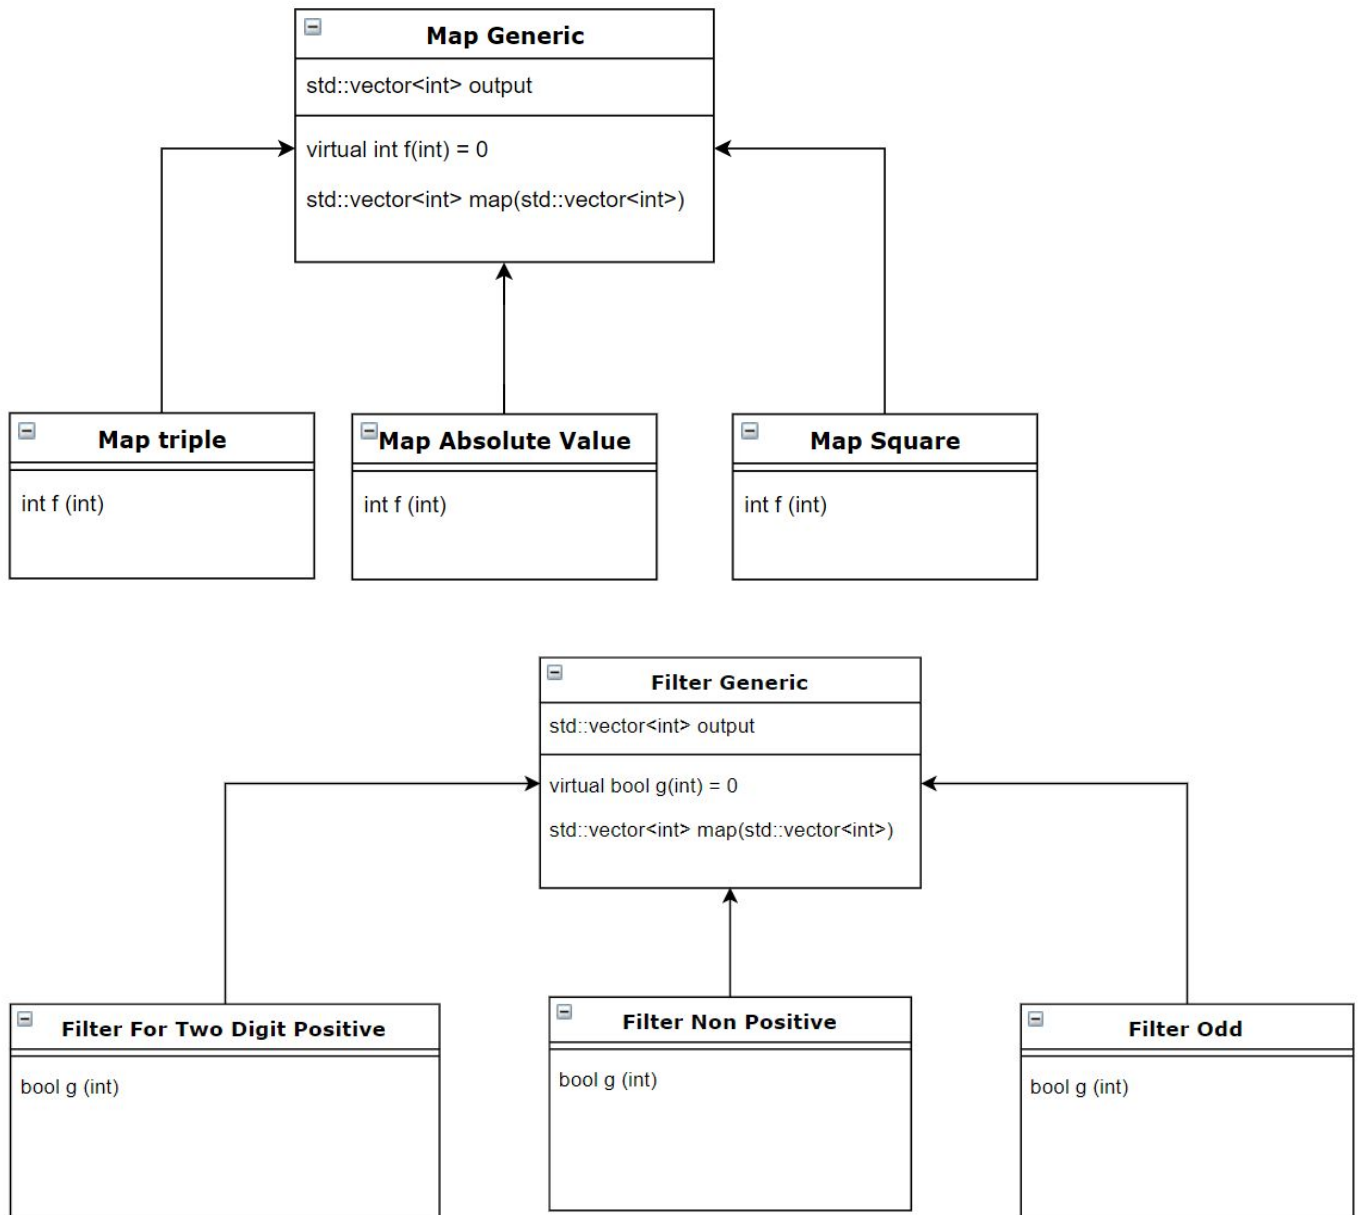 Map Generic
std::vector<int> output
virtual int f(int) = 0
std::vector<int> map(std::vector<int>)
Map triple
int f (int)
Map Absolute Value
int f (int)
Map Square
int f (int)
Filter Generic
std::vector<int> output
virtual bool g(int) = 0
std::vector<int> map(std::vector<int>)
Filter For Two Digit Positive
bool g (int)
Filter Non Positive
bool g (int)
Filter Odd
bool g (int)